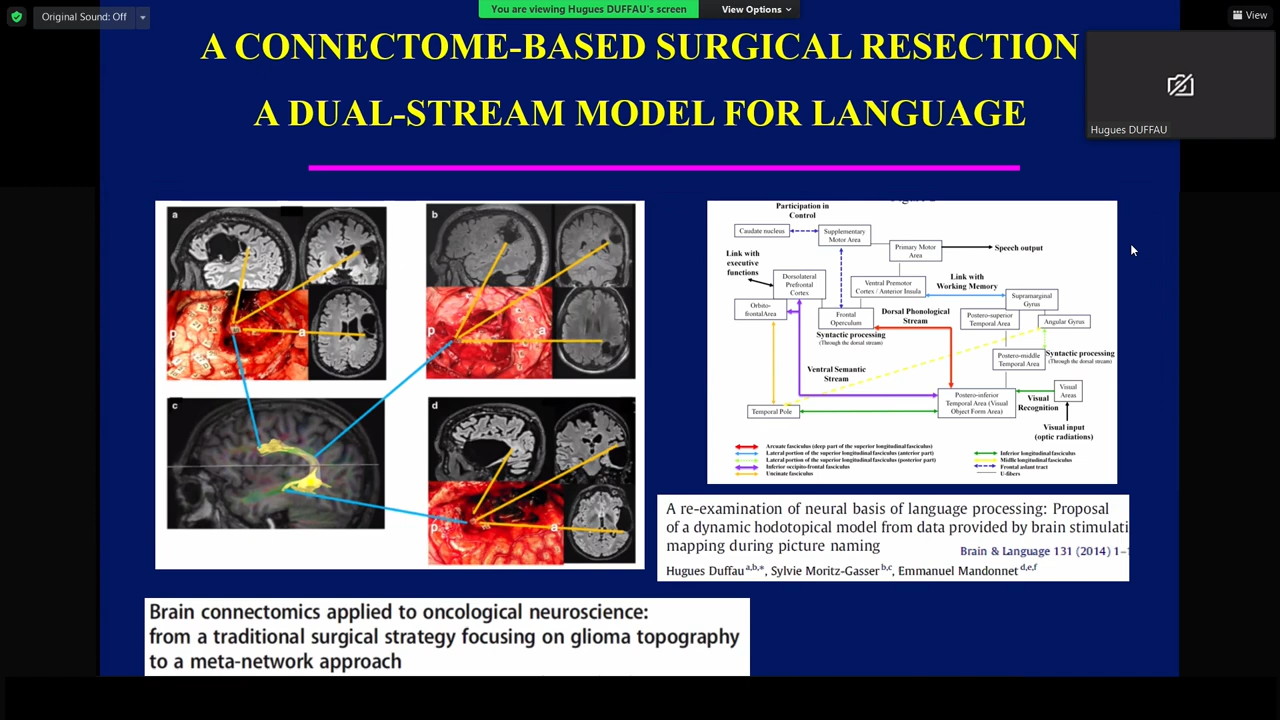 Original Sound: Off
You are viewing Hugues DUFFAU's screen
View Options
View
Hugues DUFFAU
A CONNECTOME-BASED SURGICAL RESECTION
A DUAL-STREAM MODEL FOR LANGUAGE
a
p
a
b
p
a
c
d
p
a
Participation in
Control
Caudate nucleus
Supplementary
Motor Area
Primary Motor
Area
Speech output
Link with
executive
functions
Dorsolateral
Prefrontal
Cortex
Ventral Premotor
Cortex / Anterior Insula
Link with
Working Memory
Supramarginal
Gyrus
Orbito-
frontalArea
Frontal
Operculum
Dorsal Phonological
Stream
Postero-superior
Temporal Area
Angular Gyrus
Syntactic processing
(Through the dorsal stream)
Postero-middle
Temporal Area
Syntactic processing
(Through the dorsal stream)
Ventral Semantic
Stream
Temporal Pole
Postero-inferior
Temporal Area (Visual
Object Form Area)
Visual
Recognition
Visual
Areas
Visual input
(optic radiations)
Arcuate fasciculus (deep part of the superior longitudinal fasciculus)
Lateral portion of the superior longitudinal fasciculus (anterior part)
Lateral portion of the superior longitudinal fasciculus (posterior part)
Inferior occipito-frontal fasciculus
Uncinate fasciculus
Inferior longitudinal fasciculus
Middle longitudinal fasciculus
Frontal aslant tract
U-fibers
A re-examination of neural basis of language processing: Proposal
of a dynamic hodotopical model from data provided by brain stimulati
mapping during picture naming
Brain & Language 131 (2014) 1–
Hugues Duffau a,b,*, Sylvie Moritz-Gasser b,c, Emmanuel Mandonnet d,e,f
Brain connectomics applied to oncological neuroscience:
from a traditional surgical strategy focusing on glioma topography
to a meta-network approach